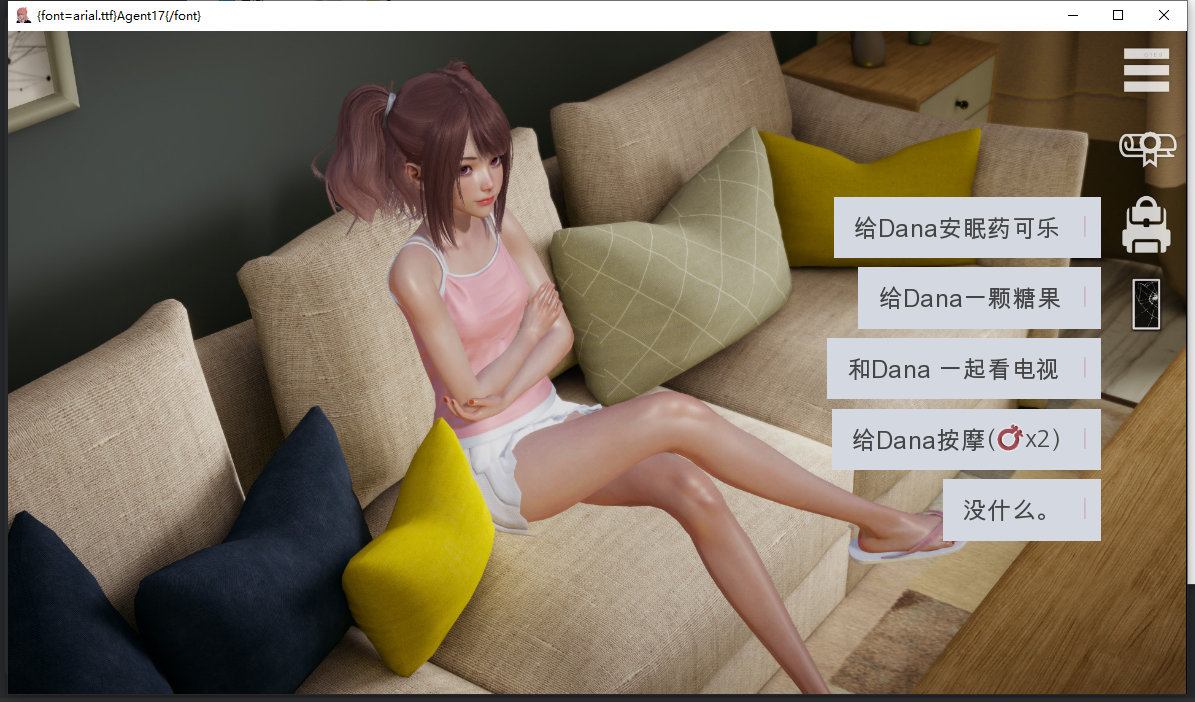 {font=arial.ttf}Agent17{/font}
给Dana安眠药可乐
给Dana一颗糖果
和Dana 一起看电视
给Dana按摩(x2)
没什么。